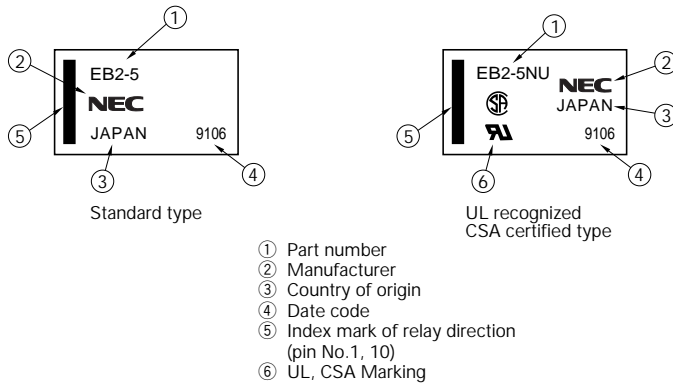 ①
EB2-5
②
NEC
⑤
JAPAN 9106
③
④
Standard type
①
EB2-5NU
②
NEC
JAPAN
③
SA
⑤
9106
RU
⑥
④
UL recognized
CSA certified type
① Part number
② Manufacturer
③ Country of origin
④ Date code
⑤ Index mark of relay direction
(pin No.1, 10)
⑥ UL, CSA Marking